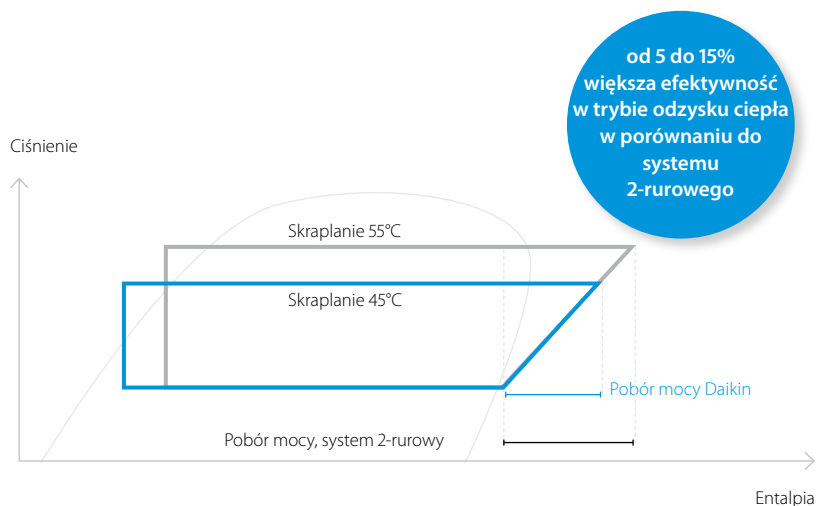 od 5 do 15%
większa efektywność
w trybie odzysku ciepła
w porównaniu do
systemu
2-rurowego
Ciśnienie
Skraplanie 55°C
Skraplanie 45°C
Pobór mocy Daikin
Pobór mocy, system 2-rurowy
Entalpia